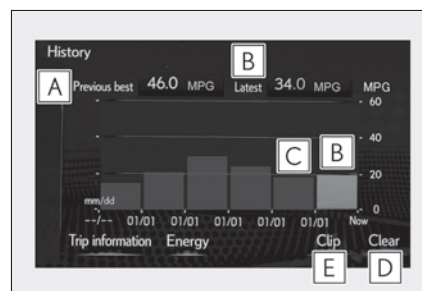 History
B
A Previous best 46.0 MPG Latest 34.0 MPG MPG
60
40
C B
20
mm/dd
0
--/-- 01/01 01/01 01/01 01/01 01/01 Now
Trip information Energy Clip Clear
E D